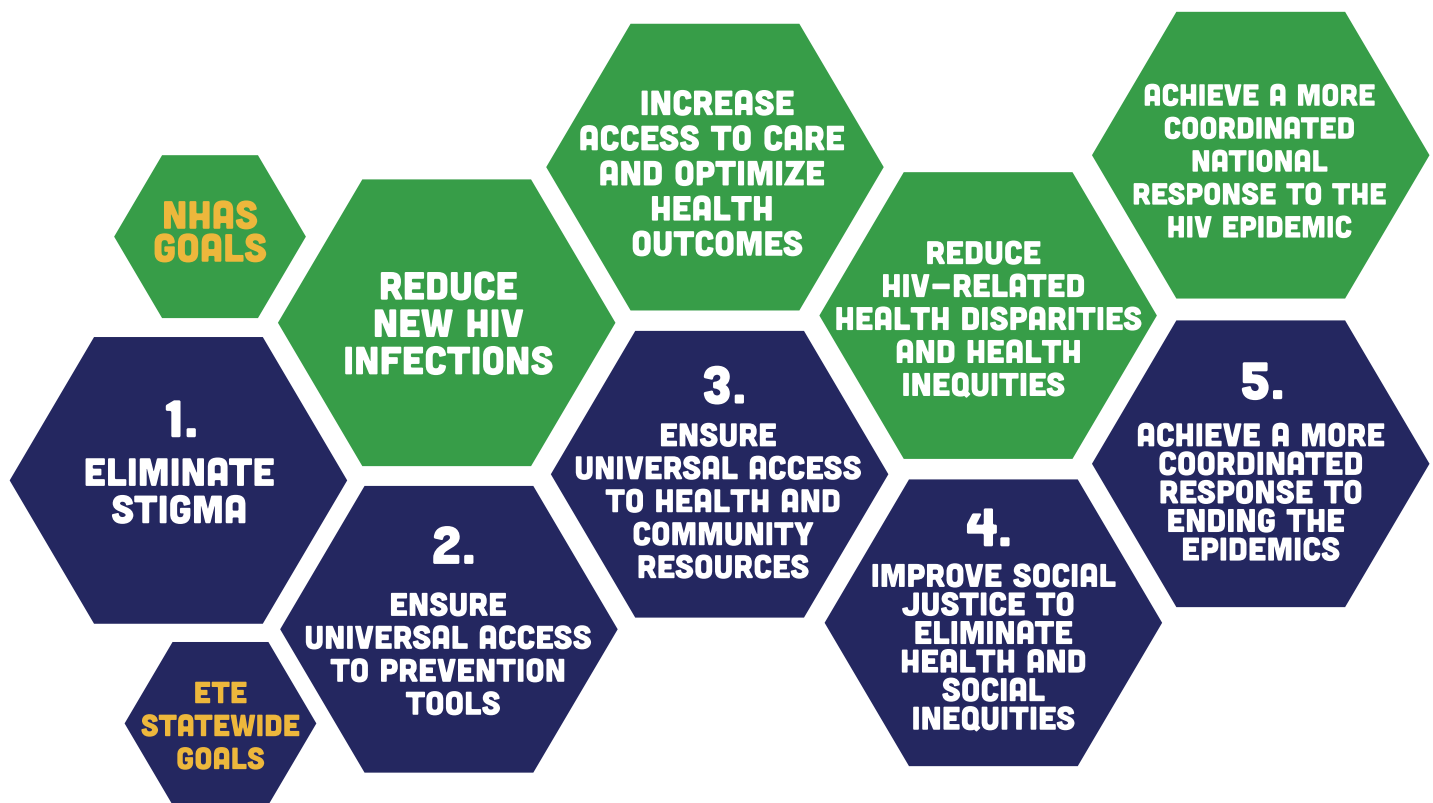 NHAS
GOALS
REDUCE
NEW HIV
INFECTIONS
INCREASE
ACCESS TO CARE
AND OPTIMIZE
HEALTH
OUTCOMES
REDUCE
HIV-RELATED
HEALTH DISPARITIES
AND HEALTH
INEQUITIES
ACHIEVE A MORE
COORDINATED
NATIONAL
RESPONSE TO THE
HIV EPIDEMIC
1.
ELIMINATE
STIGMA
2.
ENSURE
UNIVERSAL ACCESS
TO PREVENTION
TOOLS
3.
ENSURE
UNIVERSAL ACCESS
TO HEALTH AND
COMMUNITY
RESOURCES
4.
IMPROVE SOCIAL
JUSTICE TO
ELIMINATE
HEALTH AND
SOCIAL
INEQUITIES
5.
ACHIEVE A MORE
COORDINATED
RESPONSE TO
ENDING THE
EPIDEMICS
ETE
STATEWIDE
GOALS